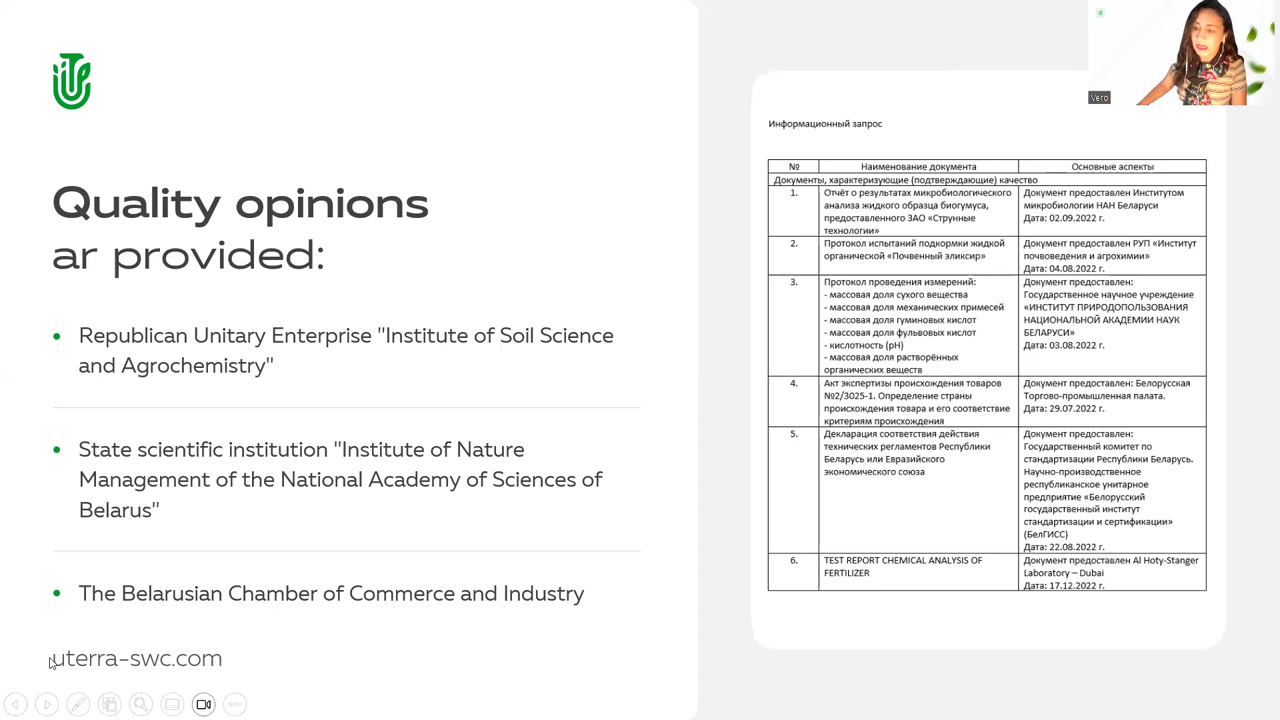 Quality opinions
ar provided:
• Republican Unitary Enterprise "Institute of Soil Science
and Agrochemistry"
• State scientific institution "Institute of Nature
Management of the National Academy of Sciences of
Belarus"
• The Belarusian Chamber of Commerce and Industry
uterra-swc.com
Vero
Информационный запрос
№ Наименование документа Основные аспекты
Документы, характеризующие (подтверждающие) качество
1.
Отчёт о результатах микробиологического
анализа жидкого образца биогумуса,
предоставленного ЗАО «Струнные
технологии»
Документ предоставлен Институтом
микробиологии НАН Беларуси
Дата: 02.09.2022 г.
2.
Протокол испытаний подкормки жидкой
органической «Почвенный эликсир»
Документ предоставлен РУП «Институт
почвоведения и агрохимии»
Дата: 04.08.2022 г.
3.
Протокол проведения измерений:
- массовая доля сухого вещества
- массовая доля механических примесей
- массовая доля гуминовых кислот
- массовая доля фульвовых кислот
- кислотность (pH)
- массовая доля растворённых
органических веществ
Документ предоставлен:
Государственное научное учреждение
«ИНСТИТУТ ПРИРОДОПОЛЬЗОВАНИЯ
НАЦИОНАЛЬНОЙ АКАДЕМИИ НАУК
БЕЛАРУСИ»
Дата: 03.08.2022 г.
4.
Акт экспертизы происхождения товаров
№2/3025-1. Определение страны
происхождения товара и его соответствие
критериям происхождения
Документ предоставлен: Белорусская
Торгово-промышленная палата.
Дата: 29.07.2022 г.
5.
Декларация соответствия действия
технических регламентов Республики
Беларусь или Евразийского
экономического союза
Документ предоставлен:
Государственный комитет по
стандартизации Республики Беларусь.
Научно-производственное
республиканское унитарное
предприятие «Белорусский
государственный институт
стандартизации и сертификации»
(БелГИСС)
Дата: 22.08.2022 г.
6.
TEST REPORT CHEMICAL ANALYSIS OF
FERTILIZER
Документ предоставлен Al Hoty-Stanger
Laboratory – Dubai
Дата: 17.12.2022 г.